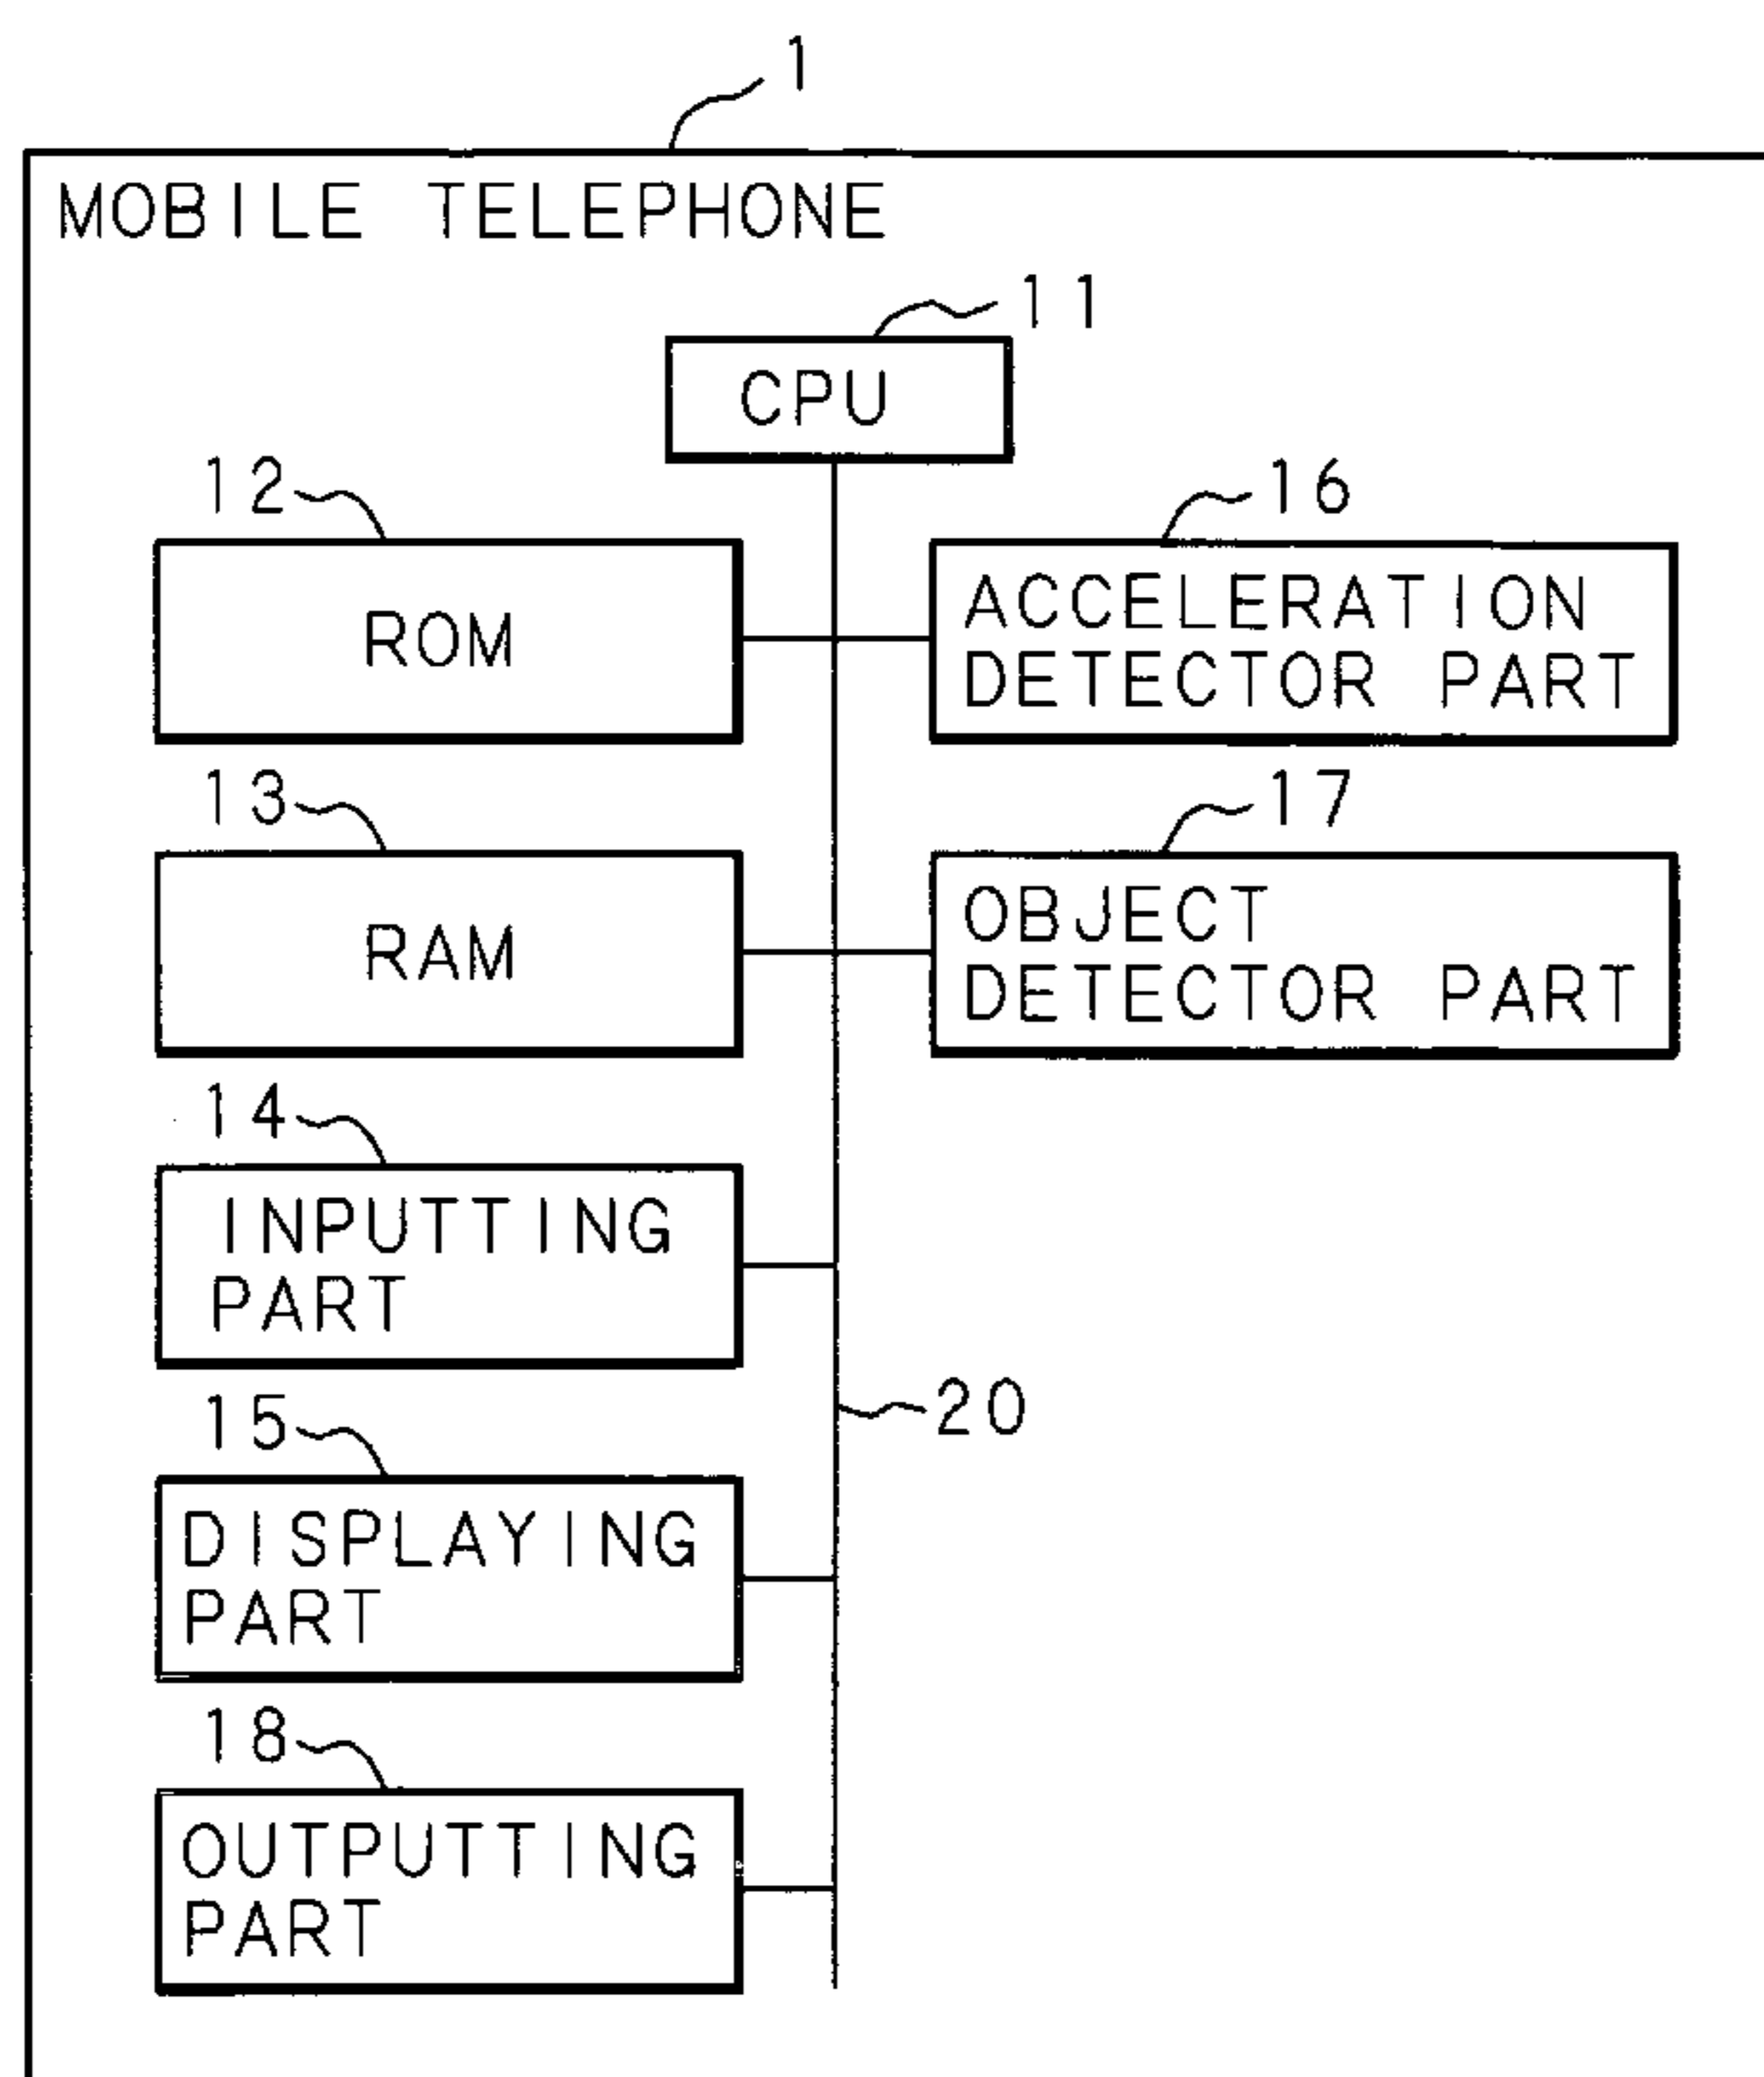 1
MOBILE TELEPHONE
11
CPU
12
ROM
16
ACCELERATION
DETECTOR PART
13
RAM
17
OBJECT
DETECTOR PART
14
INPUTTING
PART
20
15
DISPLAYING
PART
18
OUTPUTTING
PART